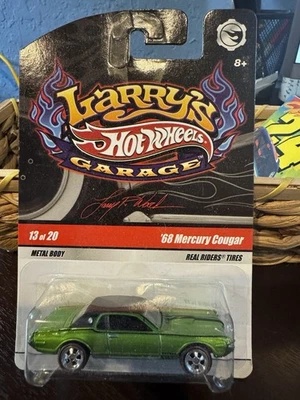 8+
Larry's
Hot Wheels
GARAGE
13 of 20 '68 Mercury Cougar
METAL BODY REAL RIDERS TIRES